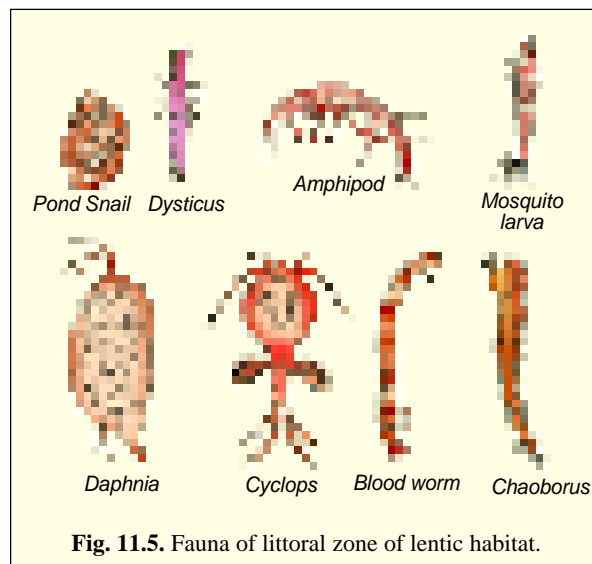 Pond Snail Dysticus Amphipod Mosquito
larva
Daphnia Cyclops Blood worm Chaoborus
Fig. 11.5. Fauna of littoral zone of lentic habitat.